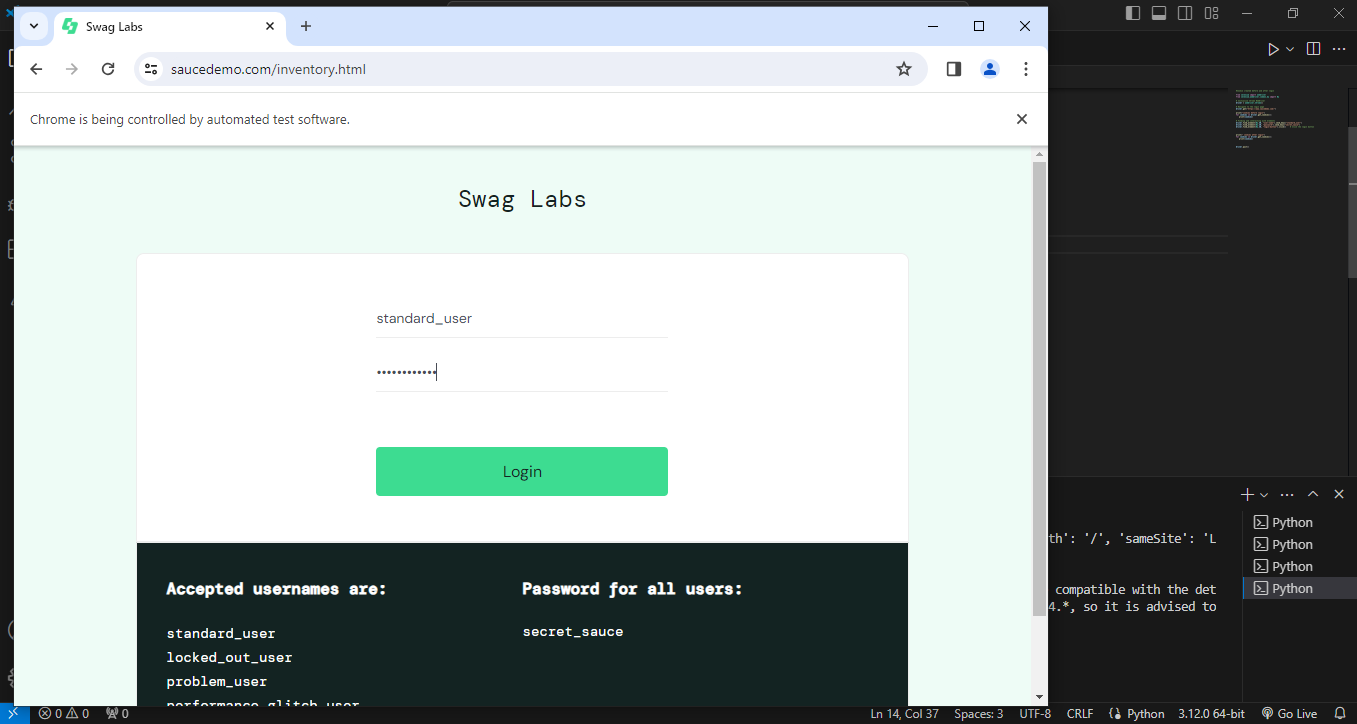 Swag Labs
saucedemo.com/inventory.html
Chrome is being controlled by automated test software.
Swag Labs
standard_user
••••••••••••
Login
Accepted usernames are:
standard_user
locked_out_user
problem_user
performance_glitch_user
Password for all users:
secret_sauce
th': '/', 'sameSite': 'L
compatible with the det
4.*, so it is advised to
Python
Python
Python
Python
0 0 0
Ln 14, Col 37 Spaces: 3 UTF-8 CRLF Python 3.12.0 64-bit Go Live